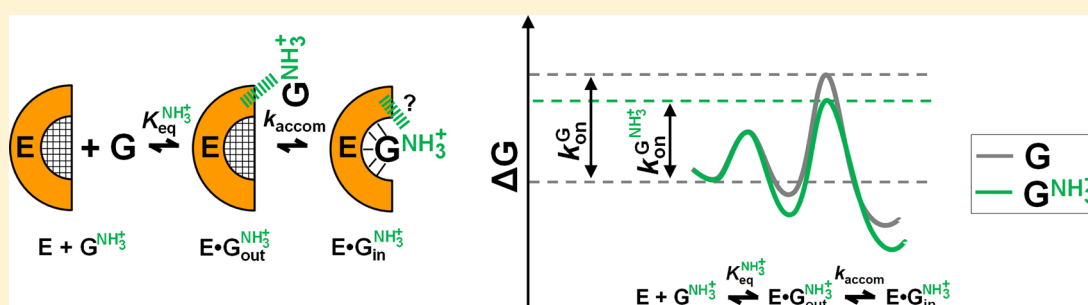 NH₃⁺
G
K_eq^NH₃⁺
k_accom
?
E + G
E
E G NH₃⁺
E + G^NH₃⁺
E•G_out^NH₃⁺
E•G_in^NH₃⁺
ΔG
k_on^G
k_on^G^NH₃⁺
G
G^NH₃⁺
K_eq^NH₃⁺
k_accom
E + G^NH₃⁺
E•G_out^NH₃⁺
E•G_in^NH₃⁺